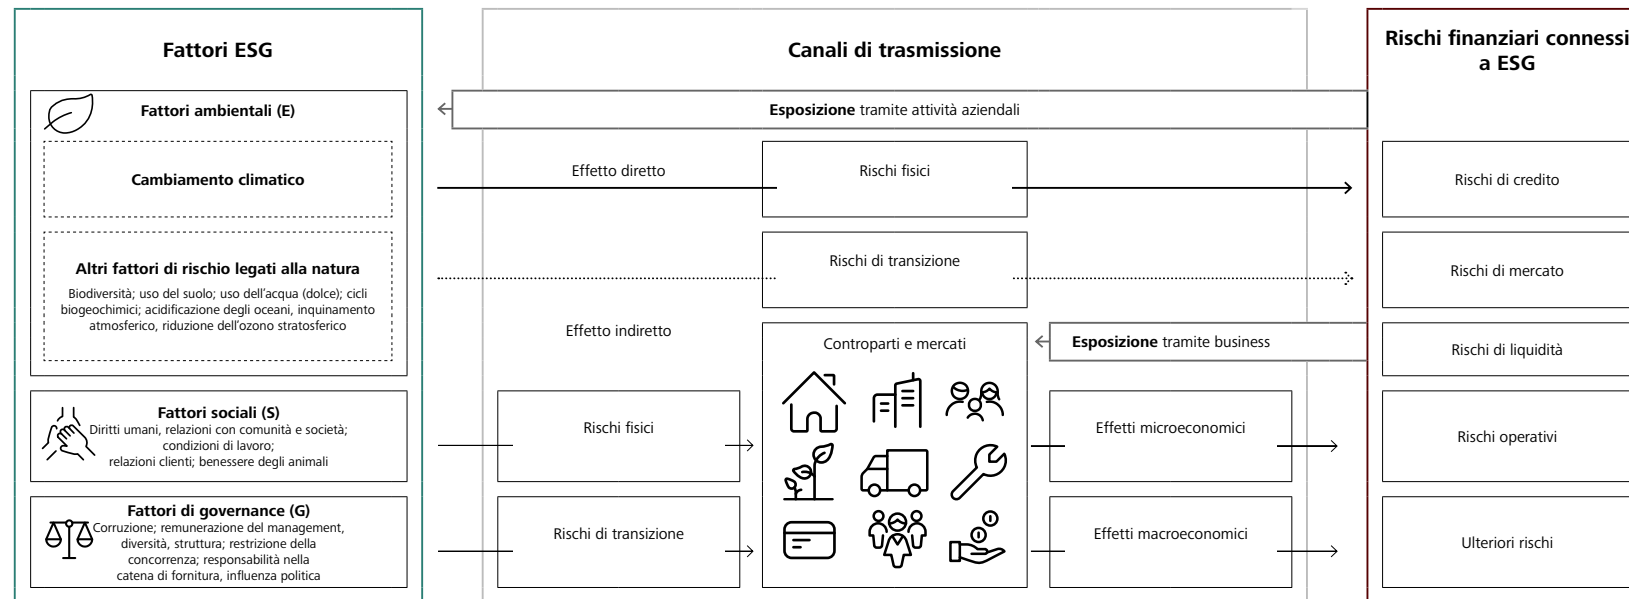 Fattori ESG
Fattori ambientali (E)
Cambiamento climatico
Altri fattori di rischio legati alla natura
Biodiversità; uso del suolo; uso dell'acqua (dolce); cicli
biogeochimici; acidificazione degli oceani, inquinamento
atmosferico, riduzione dell'ozono stratosferico
Fattori sociali (S)
Diritti umani, relazioni con comunità e società;
condizioni di lavoro;
relazioni clienti; benessere degli animali
Fattori di governance (G)
Corruzione; remunerazione del management,
diversità, struttura; restrizione della
concorrenza; responsabilità nella
catena di fornitura, influenza politica
Canali di trasmissione
Esposizione tramite attività aziendali
Effetto diretto
Rischi fisici
Rischi di transizione
Effetto indiretto
Controparti e mercati
Esposizione tramite business
Rischi fisici
Effetti microeconomici
Rischi di transizione
Effetti macroeconomici
Rischi finanziari connessi
a ESG
Rischi di credito
Rischi di mercato
Rischi di liquidità
Rischi operativi
Ulteriori rischi